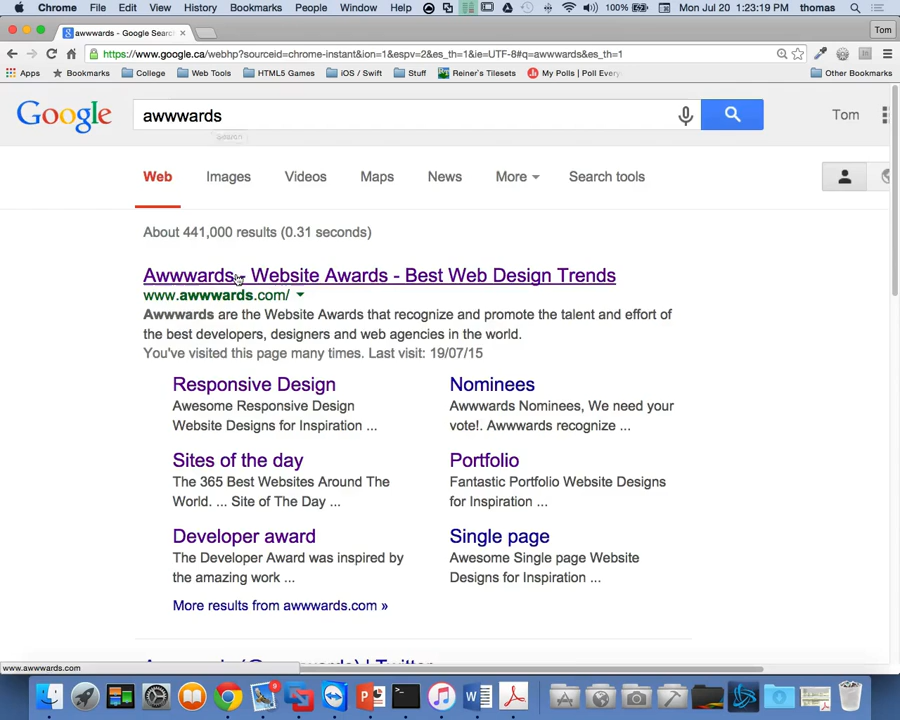 Chrome File Edit View History Bookmarks People Window Help 100% Mon Jul 20 1:23:19 PM thomas
awwwards - Google Searc Tom
https://www.google.ca/webhp?sourceid=chrome-instant&ion=1&espv=2&es_th=1&ie=UTF-8#q=awwwards&es_th=1
Apps Bookmarks College Web Tools HTML5 Games iOS / Swift Stuff Reiner's Tilesets My Polls | Poll Every Other Bookmarks
Google awwwards Tom
Search
Web Images Videos Maps News More Search tools
About 441,000 results (0.31 seconds)
Awwwards - Website Awards - Best Web Design Trends
www.awwwards.com/
Awwwards are the Website Awards that recognize and promote the talent and effort of
the best developers, designers and web agencies in the world.
You've visited this page many times. Last visit: 19/07/15
Responsive Design
Awesome Responsive Design
Website Designs for Inspiration ...
Nominees
Awwwards Nominees, We need your
vote!. Awwwards recognize ...
Sites of the day
The 365 Best Websites Around The
World. ... Site of The Day ...
Portfolio
Fantastic Portfolio Website Designs
for Inspiration ...
Developer award
The Developer Award was inspired by
the amazing work ...
Single page
Awesome Single page Website
Designs for Inspiration ...
More results from awwwards.com »
www.awwwards.com